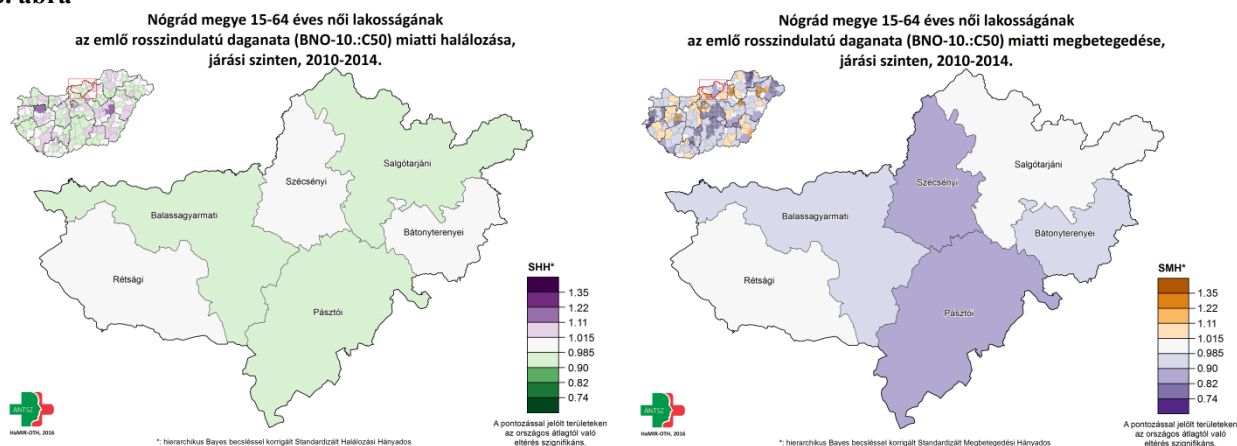 Nógrád megye 15-64 éves női lakosságának
az emlő rosszindulatú daganata (BNO-10.:C50) miatti halálozása,
járási szinten, 2010-2014.
Salgótarjáni
Szécsényi
Balassagyarmati
Bátonyterenyei
Rétsági
Pásztói
SHH*
1.35
1.22
1.11
1.015
0.985
0.90
0.82
0.74
ANTSZ
HaMIR-OTH, 2016
A pontozással jelölt területeken
az országos átlagtól való
eltérés szignifikáns.
*: hierarchikus Bayes becsléssel korrigált Standardizált Halálozási Hányados
Nógrád megye 15-64 éves női lakosságának
az emlő rosszindulatú daganata (BNO-10.:C50) miatti megbetegedése,
járási szinten, 2010-2014.
Salgótarjáni
Szécsényi
Balassagyarmati
Bátonyterenyei
Rétsági
Pásztói
SMH*
1.35
1.22
1.11
1.015
0.985
0.90
0.82
0.74
ANTSZ
HaMIR-OTH, 2016
A pontozással jelölt területeken
az országos átlagtól való
eltérés szignifikáns.
*: hierarchikus Bayes becsléssel korrigált Standardizált Megbetegedési Hányados